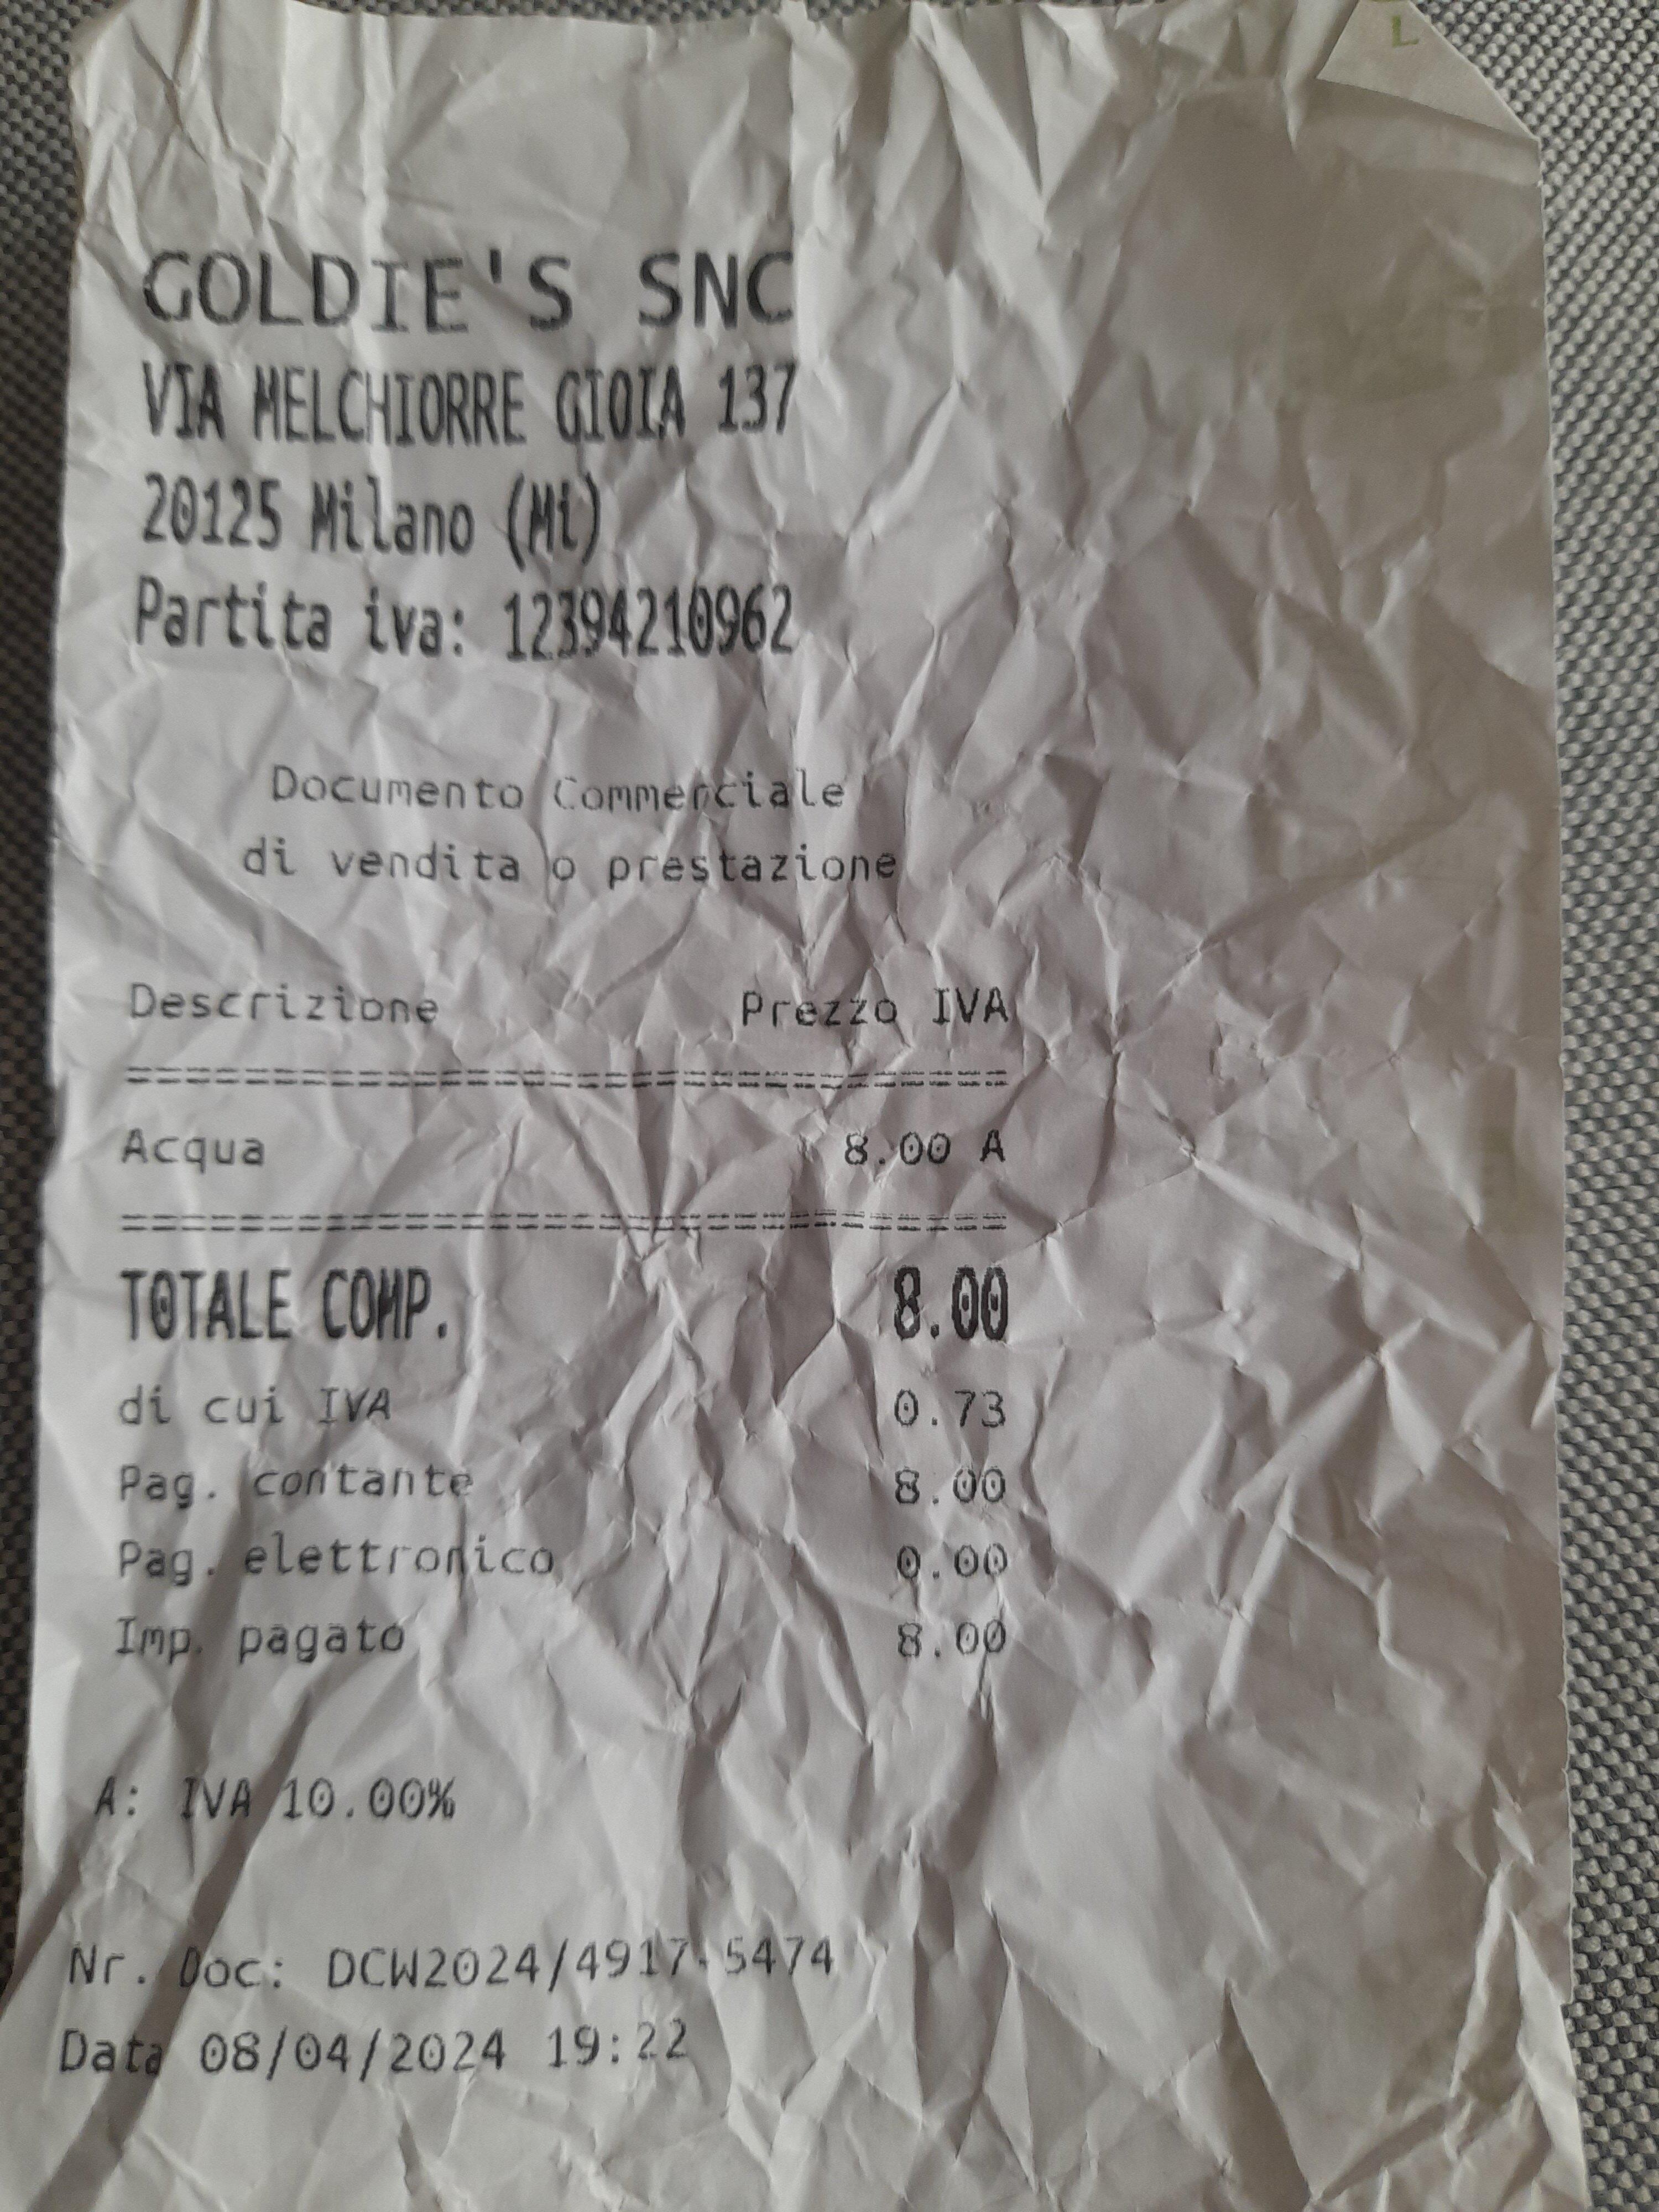 L
GOLDIE'S SNC
VIA MELCHIORRE GIOIA 137
20125 Milano (Mi)
Partita iva: 12394210962
Documento Commerciale
di vendita o prestazione
Descrizione Prezzo IVA
==============================
Acqua 8.00 A
==============================
TOTALE COMP. 8.00
di cui IVA 0.73
Pag. contante 8.00
Pag. elettronico 0.00
Imp. pagato 8.00
A: IVA 10.00%
Nr. Doc: DCW2024/4917-5474
Data 08/04/2024 19:22